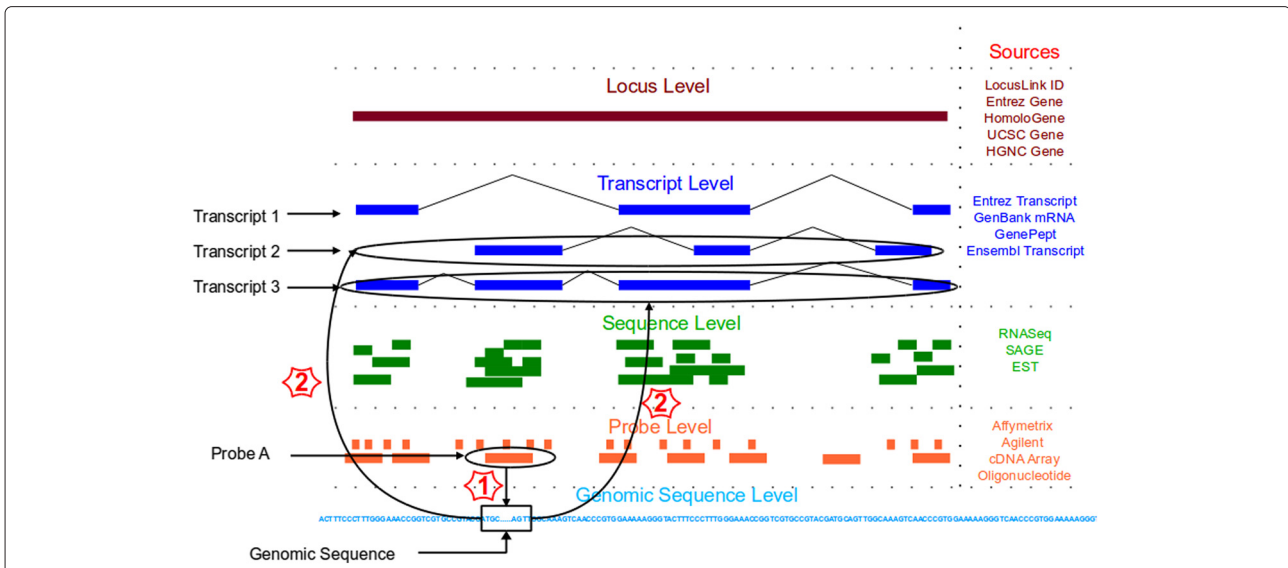 Sources
Locus Level
LocusLink ID
Entrez Gene
HomoloGene
UCSC Gene
HGNC Gene
Transcript Level
Transcript 1
Transcript 2
Transcript 3
Entrez Transcript
GenBank mRNA
GenePept
Ensembl Transcript
Sequence Level
RNASeq
SAGE
EST
2
2
Probe Level
Probe A
Affymetrix
Agilent
cDNA Array
Oligonucleotide
1
Genomic Sequence Level
Genomic Sequence